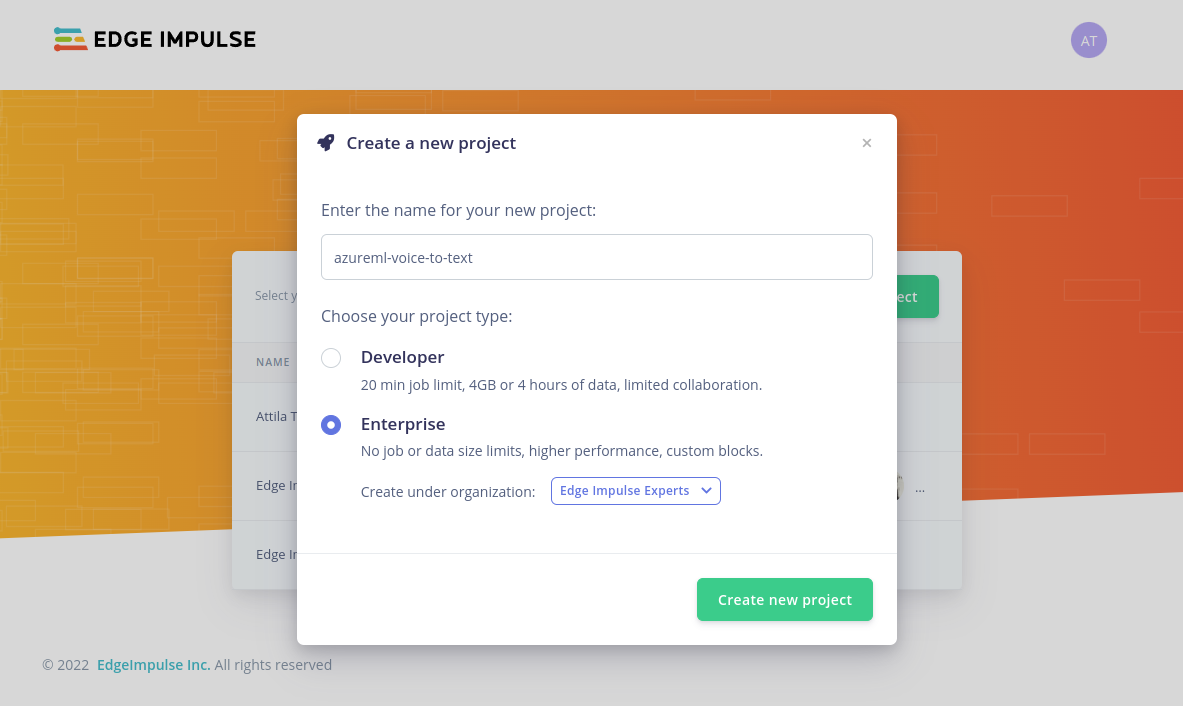 EDGE IMPULSE
AT
Create a new project
×
Enter the name for your new project:
azureml-voice-to-text
Select
Choose your project type:
NAME
Developer
20 min job limit, 4GB or 4 hours of data, limited collaboration.
Attila T
Enterprise
No job or data size limits, higher performance, custom blocks.
Edge
Create under organization: Edge Impulse Experts
...
Edge
Create new project
© 2022 EdgeImpulse Inc. All rights reserved